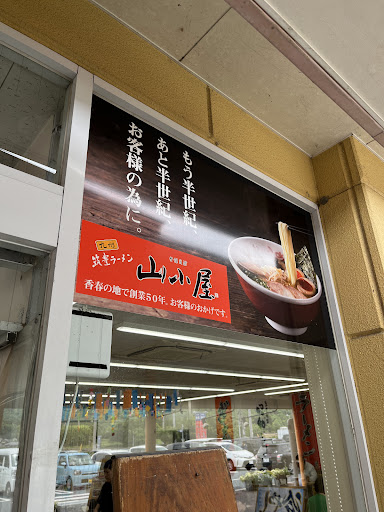 もう半世紀、
あと半世紀、
お客様の為に。
九州
筑豊ラーメン
山小屋
香春の地で創業50年。お客様のおかげです。